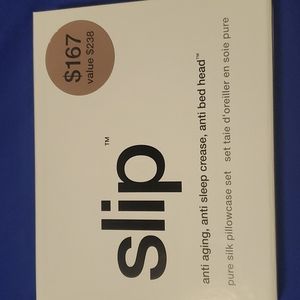 $167
value $238
slip™
anti aging, anti sleep crease, anti bed head™
pure silk pillowcase set   set taie d'oreiller en soie pure